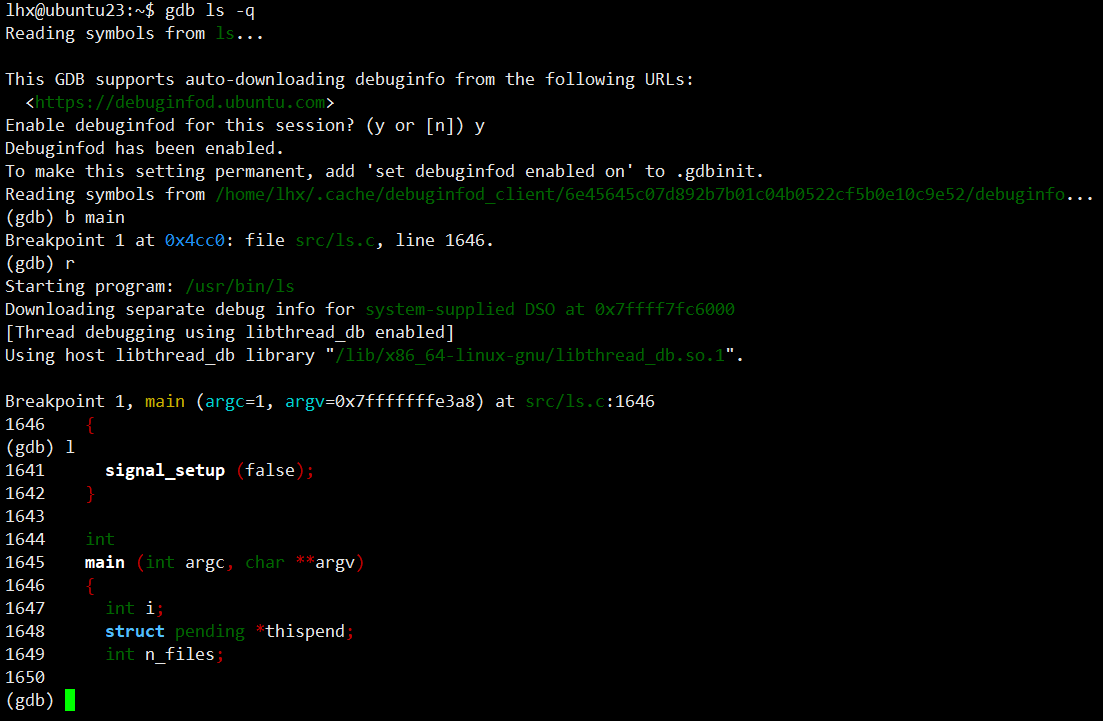 lhx@ubuntu23:~$ gdb ls -q
Reading symbols from ls...
This GDB supports auto-downloading debuginfo from the following URLs:
<https://debuginfod.ubuntu.com>
Enable debuginfod for this session? (y or [n]) y
Debuginfod has been enabled.
To make this setting permanent, add 'set debuginfod enabled on' to .gdbinit.
Reading symbols from /home/lhx/.cache/debuginfod_client/6e45645c07d892b7b01c04b0522cf5b0e10c9e52/debuginfo...
(gdb) b main
Breakpoint 1 at 0x4cc0: file src/ls.c, line 1646.
(gdb) r
Starting program: /usr/bin/ls
Downloading separate debug info for system-supplied DSO at 0x7ffff7fc6000
[Thread debugging using libthread_db enabled]
Using host libthread_db library "/lib/x86_64-linux-gnu/libthread_db.so.1".
Breakpoint 1, main (argc=1, argv=0x7fffffffe3a8) at src/ls.c:1646
1646    {
(gdb) l
1641      signal_setup (false);
1642    }
1643
1644    int
1645    main (int argc, char **argv)
1646    {
1647      int i;
1648      struct pending *thispend;
1649      int n_files;
1650
(gdb)